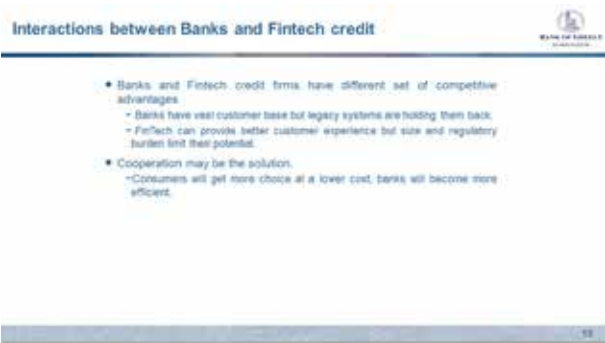 Interactions between Banks and Fintech credit
BANK OF GREECE
• Banks and Fintech credit firms have different set of competitive
advantages
- Banks have vast customer base but legacy systems are holding them back.
- FinTech can provide better customer experience but size and regulatory
burden limit their potential.
• Cooperation may be the solution.
-Consumers will get more choice at a lower cost, banks will become more
efficient.